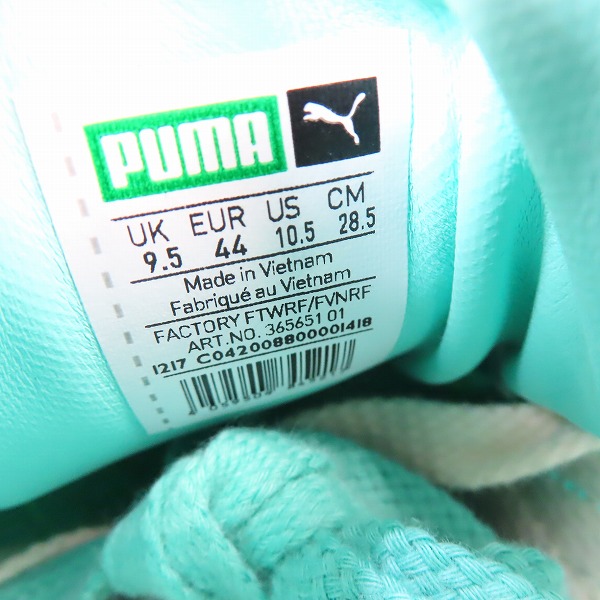 PUMA
UK EUR US CM
9.5 44 10.5 28.5
Made in Vietnam
Fabriqué au Vietnam
FACTORY FTWRF/FVNRF
ART.NO. 365651 01
1217 C042008800001418